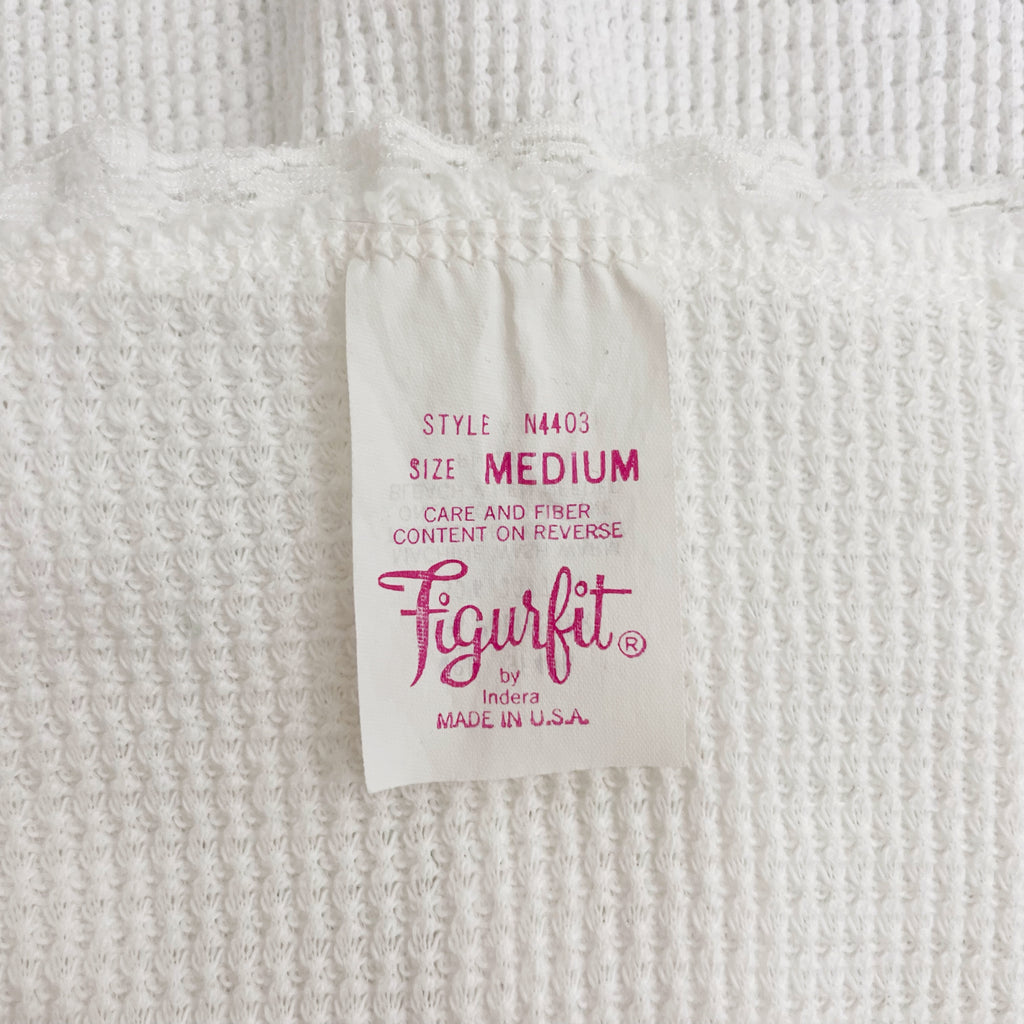 STYLE N4403
SIZE MEDIUM
CARE AND FIBER
CONTENT ON REVERSE
Figurfit®
by
Indera
MADE IN U.S.A.